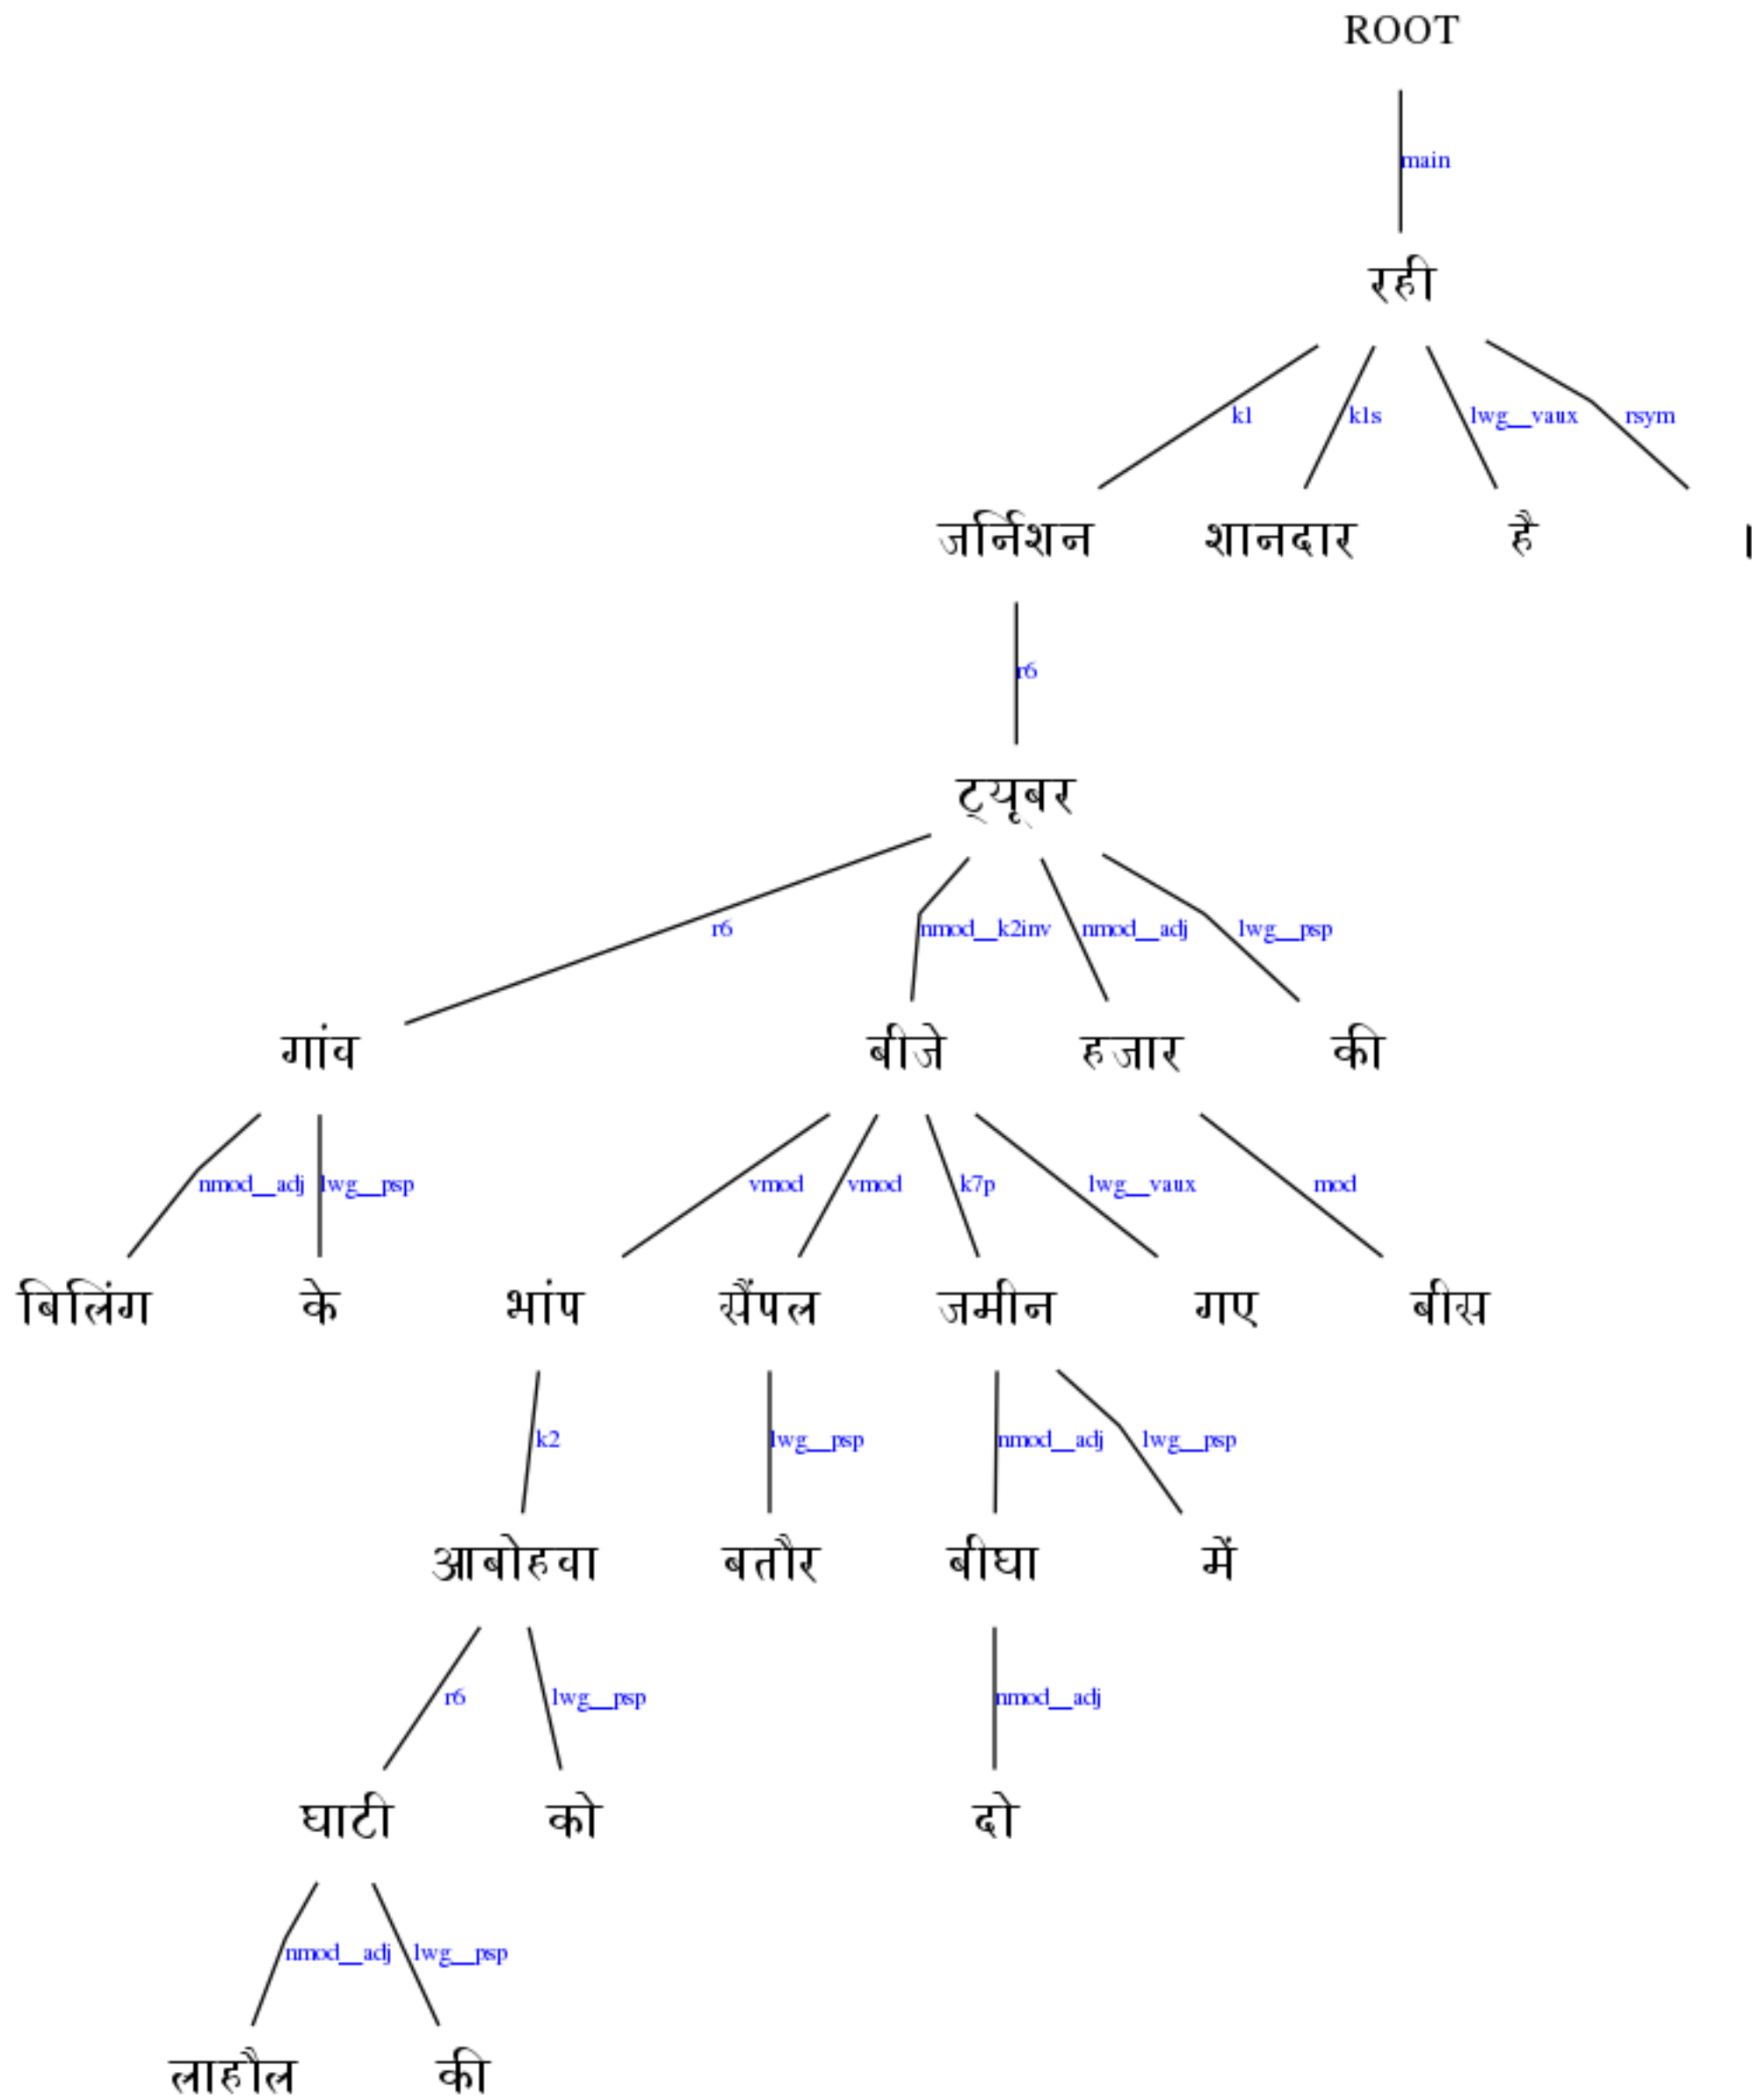 ROOT
main
रही
k1 k1s lwg__vaux rsym
जर्निशन शानदार है ।
r6
ट्यूबर
r6 nmod__k2inv nmod__adj lwg__psp
गांव बीजे हजार की
nmod__adj lwg__psp vmod vmod k7p lwg__vaux mod
बिलिंग के भांप सैंपल जमीन गए बीस
k2 lwg__psp nmod__adj lwg__psp
आबोहवा बतौर बीघा में
r6 lwg__psp nmod__adj
घाटी को दो
nmod__adj lwg__psp
लाहौल की